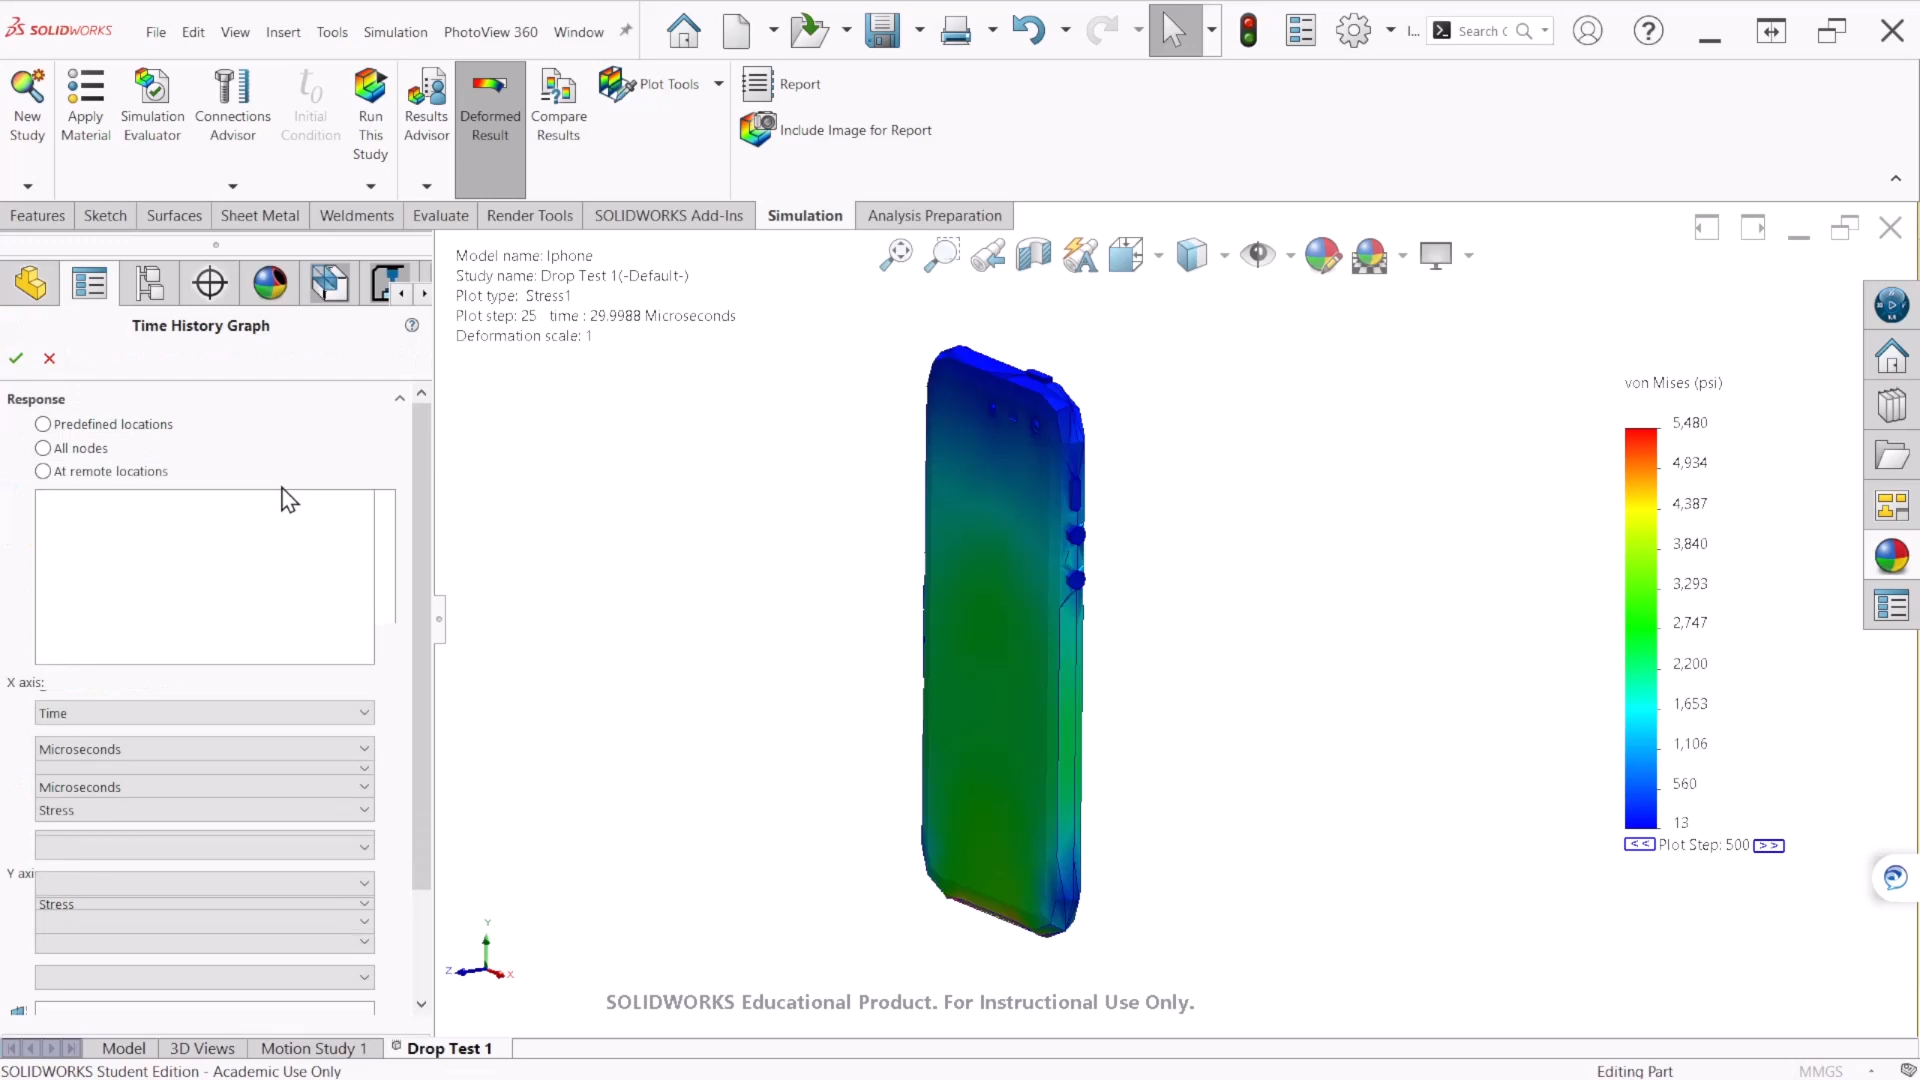 SOLIDWORKS
File Edit View Insert Tools Simulation PhotoView 360 Window
I... Search
New Study
Apply Material
Simulation Evaluator
Connections Advisor
Initial Condition
Run This Study
Results Advisor
Deformed Result
Compare Results
Plot Tools
Report
Include Image for Report
Features Sketch Surfaces Sheet Metal Weldments Evaluate Render Tools SOLIDWORKS Add-Ins Simulation Analysis Preparation
Time History Graph
Response
Predefined locations
All nodes
At remote locations
X axis:
Time
Microseconds
Microseconds
Stress
Y axi
Stress
Model name: Iphone
Study name: Drop Test 1(-Default-)
Plot type: Stress1
Plot step: 25 time : 29.9988 Microseconds
Deformation scale: 1
von Mises (psi)
5,480
4,934
4,387
3,840
3,293
2,747
2,200
1,653
1,106
560
13
<< Plot Step: 500 >>
Y
Z
X
SOLIDWORKS Educational Product. For Instructional Use Only.
Model 3D Views Motion Study 1 Drop Test 1
SOLIDWORKS Student Edition - Academic Use Only
Editing Part MMGS